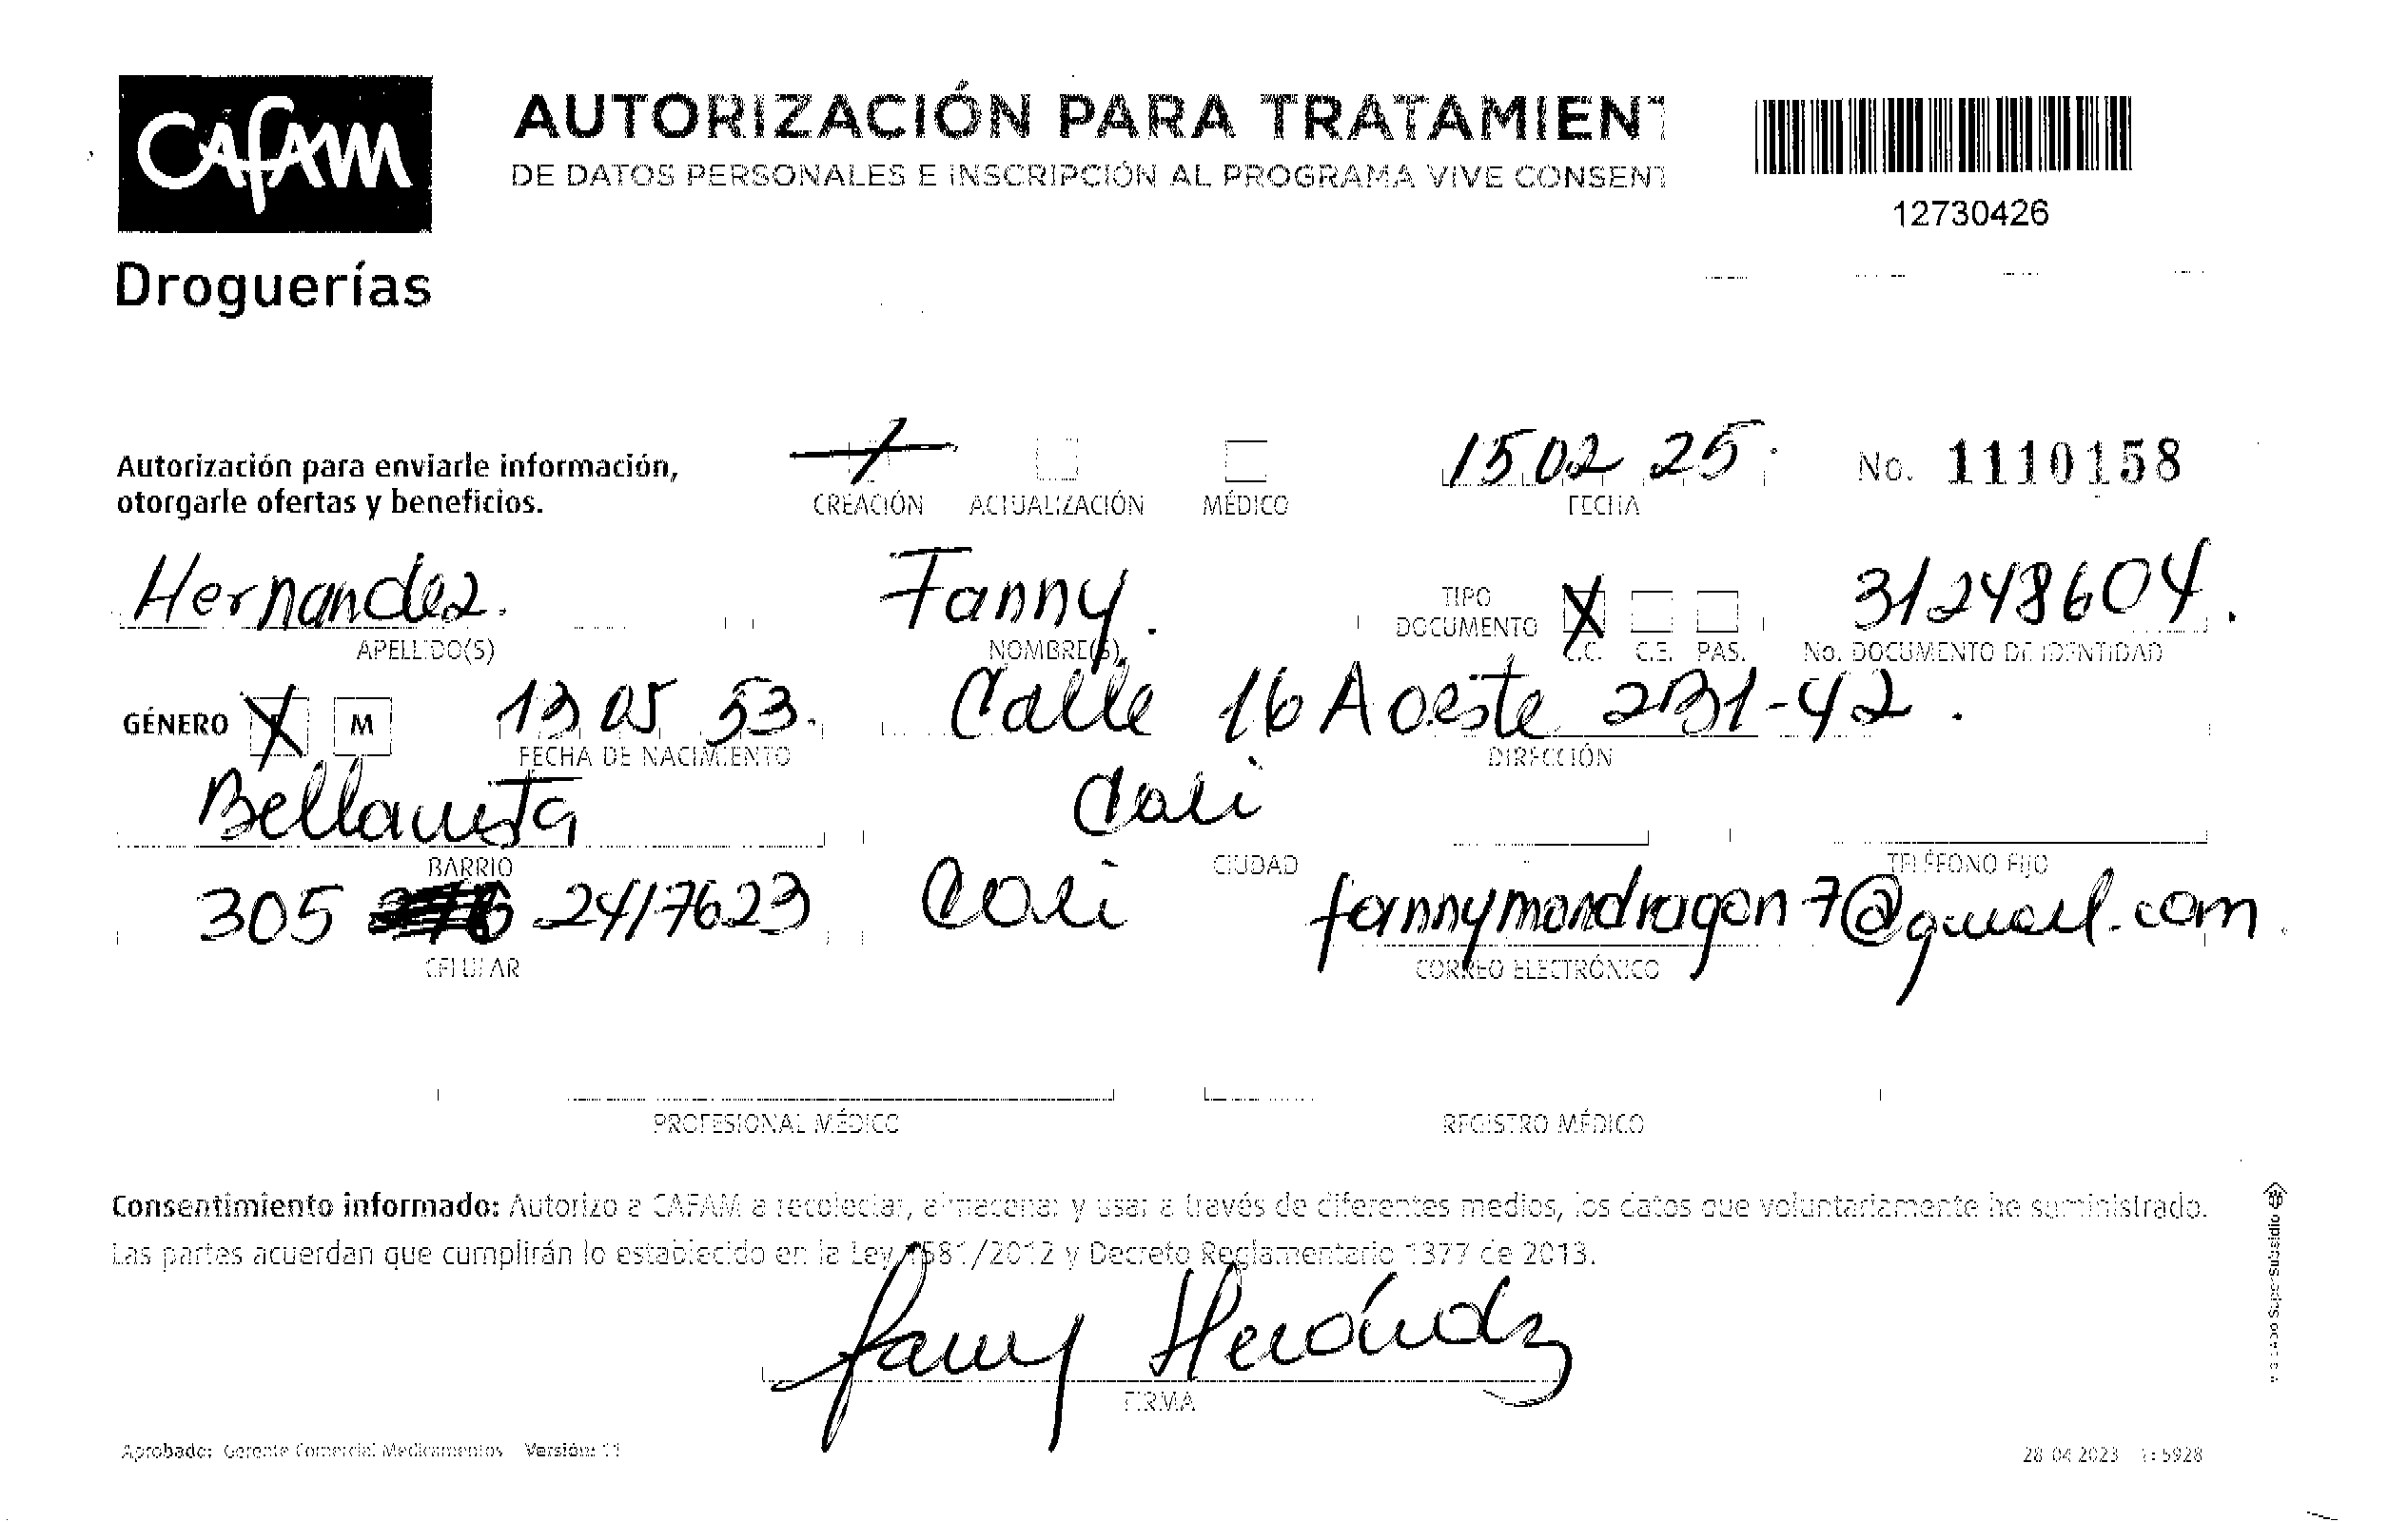 CAFAM
Droguerías
AUTORIZACIÓN PARA TRATAMIENT
DE DATOS PERSONALES E INSCRIPCIÓN AL PROGRAMA VIVE CONSENT
12730426
Autorización para enviarle información,
otorgarle ofertas y beneficios.
CREACIÓN ACTUALIZACIÓN MÉDICO
15 02 25
FECHA
No. 1110158
Hernandez. Fanny. 31248604.
APELLIDO(S) NOMBRE(S) TIPO DOCUMENTO X C.C. C.E. PAS. No. DOCUMENTO DE IDENTIDAD
GÉNERO X M 13 05 53. Calle 16 A oeste 2B1-42.
FECHA DE NACIMIENTO DIRECCIÓN
Bellavista Cali
BARRIO CIUDAD TELÉFONO FIJO
305 2417623 Cali fannymondragon7@gmail.com.
CELULAR CORREO ELECTRÓNICO
PROFESIONAL MÉDICO REGISTRO MÉDICO
Consentimiento informado: Autorizo a CAFAM a recolectar, almacenar y usar a través de diferentes medios, los datos que voluntariamente he suministrado.
Las partes acuerdan que cumplirán lo establecido en la Ley 1581/2012 y Decreto Reglamentario 1377 de 2013.
Fanny Hernández
FIRMA
Aprobado: Gerente Comercial Medicamentos Versión: 11
28 04 2023